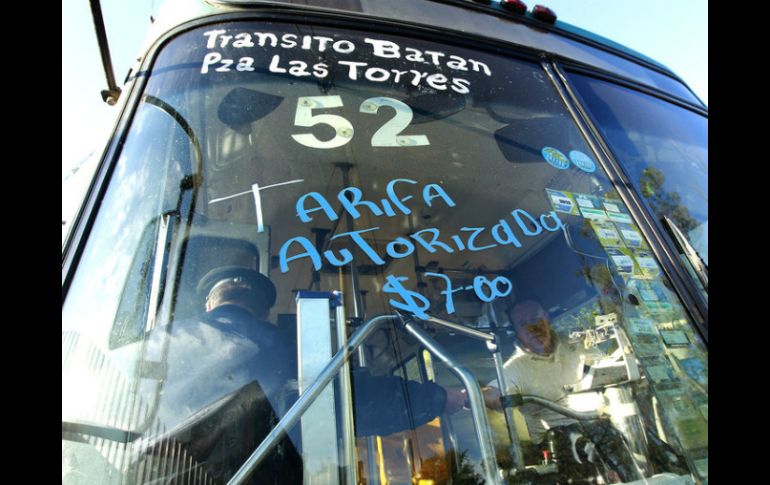 Transito Batan
Pza Las Torres
52
TARIFA
AUTORIZADA
$7.00